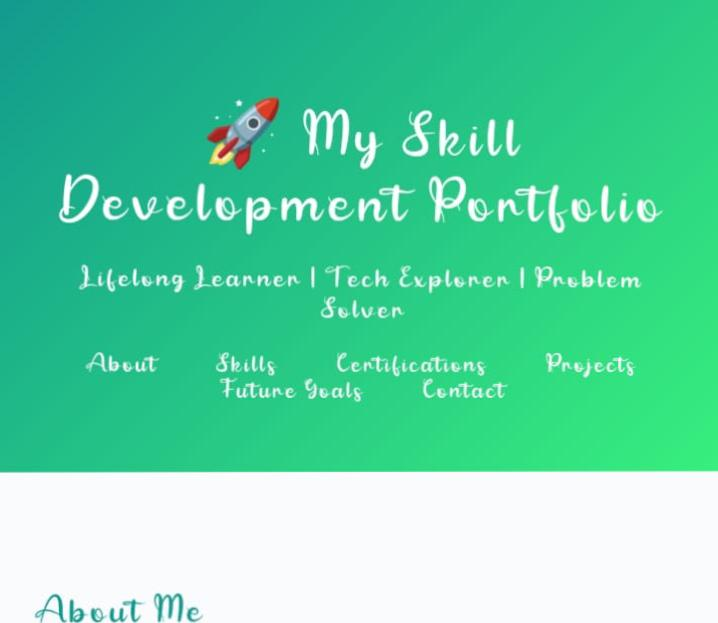 🚀 My Skill
Development Portfolio
Lifelong Learner | Tech Explorer | Problem
Solver
About Skills Certifications Projects
Future Goals Contact
About Me